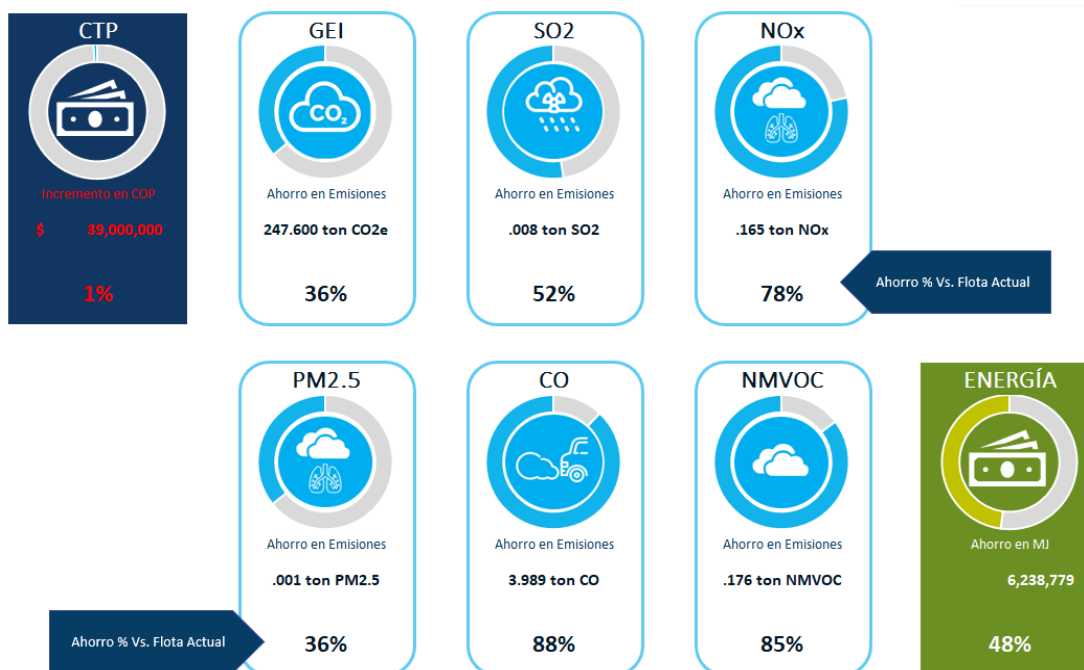 CTP
Incremento en COP
$ 39,000,000
1%
GEI
CO2
Ahorro en Emisiones
247.600 ton CO2e
36%
SO2
Ahorro en Emisiones
.008 ton SO2
52%
NOx
Ahorro en Emisiones
.165 ton NOx
78%
Ahorro % Vs. Flota Actual
PM2.5
Ahorro en Emisiones
.001 ton PM2.5
36%
Ahorro % Vs. Flota Actual
CO
Ahorro en Emisiones
3.989 ton CO
88%
NMVOC
Ahorro en Emisiones
.176 ton NMVOC
85%
ENERGÍA
Ahorro en MJ
6,238,779
48%